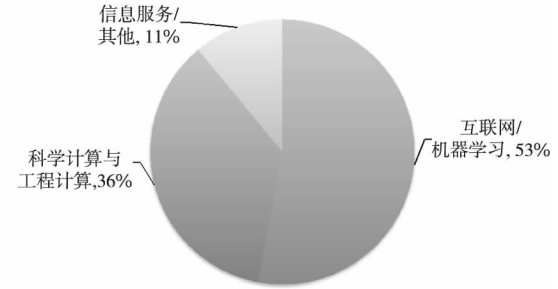 信息服务/
其他, 11%
互联网/
机器学习, 53%
科学计算与
工程计算,36%